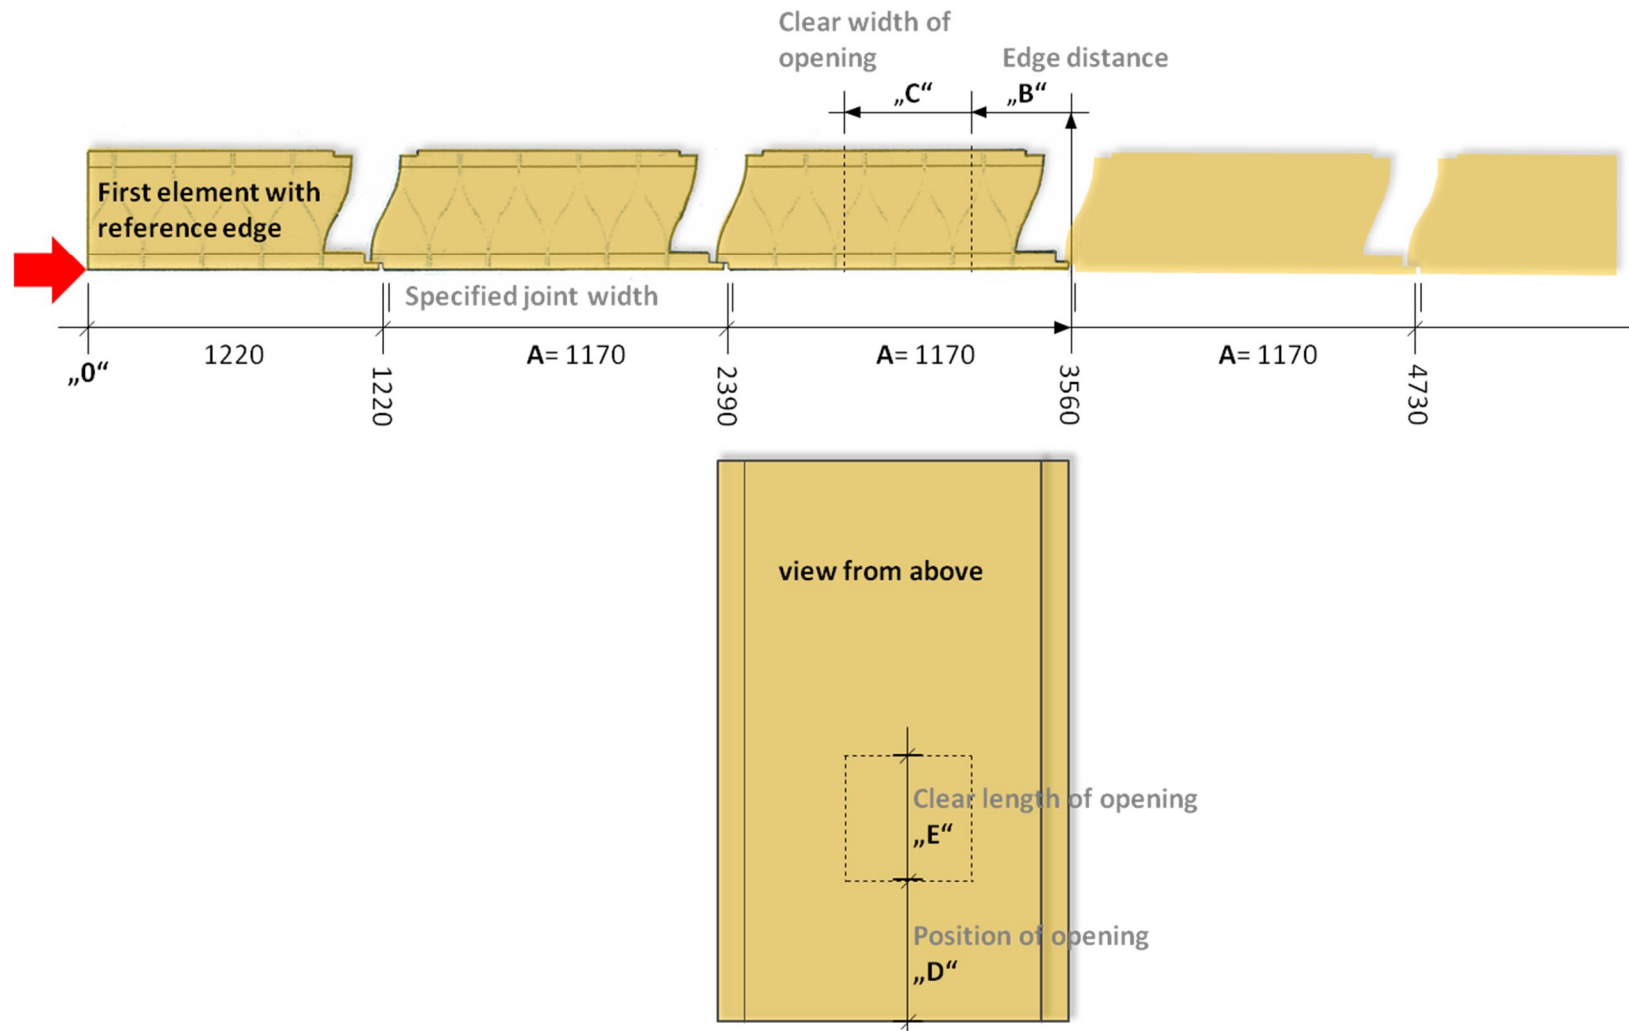 Clear width of
opening
Edge distance
„C“
„B“
First element with
reference edge
Specified joint width
„0“
1220
A= 1170
A= 1170
A= 1170
1220
2390
3560
4730
view from above
Clear length of opening
„E“
Position of opening
„D“